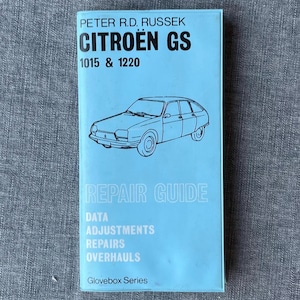 PETER R.D. RUSSEK
CITROËN GS
1015 & 1220
REPAIR GUIDE
DATA
ADJUSTMENTS
REPAIRS
OVERHAULS
Glovebox Series